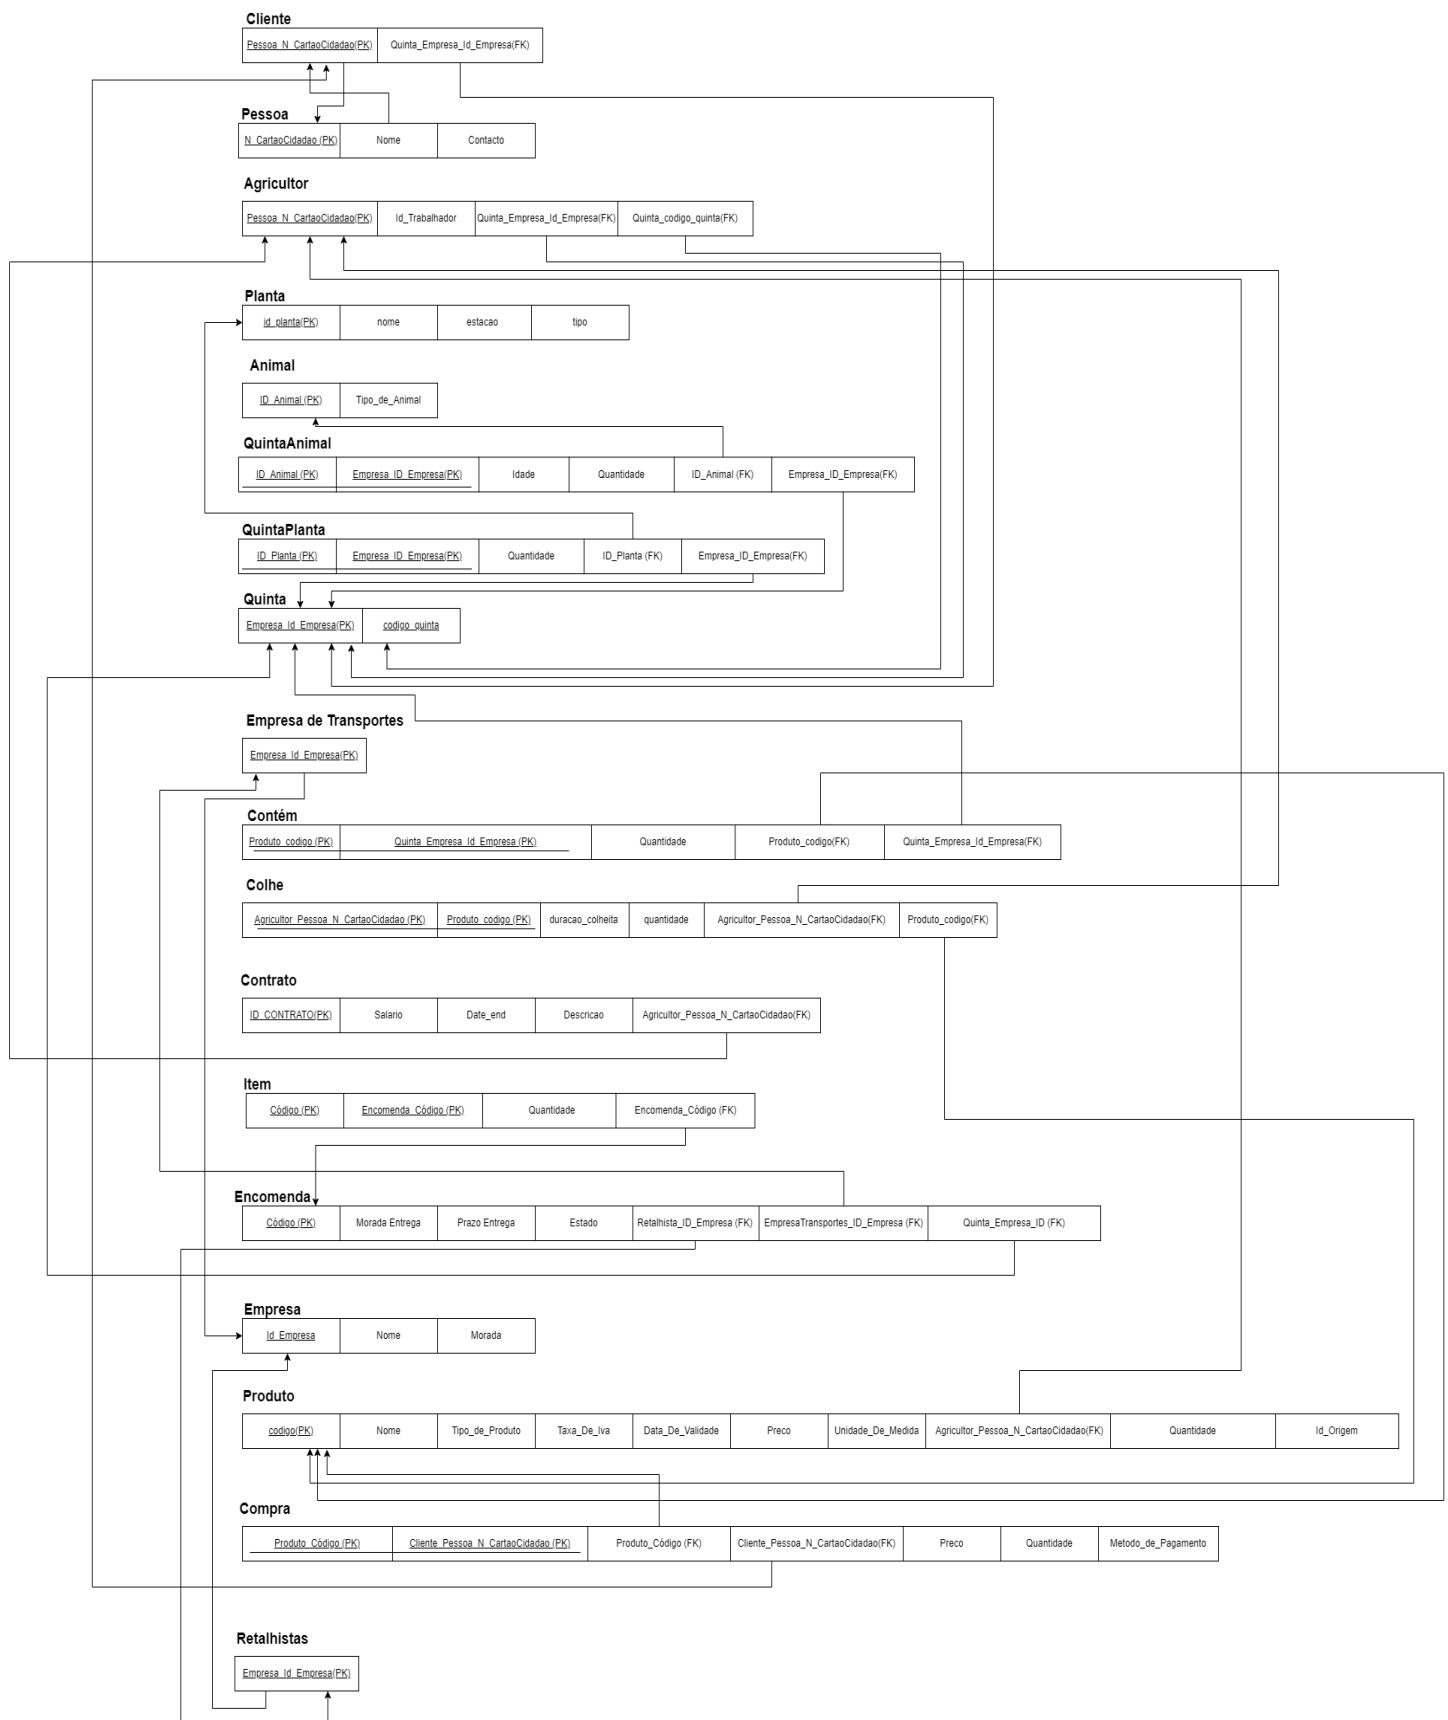 Cliente
Pessoa_N_CartaoCidadao(PK) Quinta_Empresa_Id_Empresa(FK)
Pessoa
N_CartaoCidadao (PK) Nome Contacto
Agricultor
Pessoa_N_CartaoCidadao(PK) Id_Trabalhador Quinta_Empresa_Id_Empresa(FK) Quinta_codigo_quinta(FK)
Planta
id_planta(PK) nome estacao tipo
Animal
ID_Animal (PK) Tipo_de_Animal
QuintaAnimal
ID_Animal (PK) Empresa_ID_Empresa(PK) Idade Quantidade ID_Animal (FK) Empresa_ID_Empresa(FK)
QuintaPlanta
ID_Planta (PK) Empresa_ID_Empresa(PK) Quantidade ID_Planta (FK) Empresa_ID_Empresa(FK)
Quinta
Empresa_Id_Empresa(PK) codigo_quinta
Empresa de Transportes
Empresa_Id_Empresa(PK)
Contém
Produto_codigo (PK) Quinta_Empresa_Id_Empresa (PK) Quantidade Produto_codigo(FK) Quinta_Empresa_Id_Empresa(FK)
Colhe
Agricultor_Pessoa_N_CartaoCidadao (PK) Produto_codigo (PK) duracao_colheita quantidade Agricultor_Pessoa_N_CartaoCidadao(FK) Produto_codigo(FK)
Contrato
ID_CONTRATO(PK) Salario Date_end Descricao Agricultor_Pessoa_N_CartaoCidadao(FK)
Item
Código (PK) Encomenda_Código (PK) Quantidade Encomenda_Código (FK)
Encomenda
Código (PK) Morada Entrega Prazo Entrega Estado Retalhista_ID_Empresa (FK) EmpresaTransportes_ID_Empresa (FK) Quinta_Empresa_ID (FK)
Empresa
Id_Empresa Nome Morada
Produto
codigo(PK) Nome Tipo_de_Produto Taxa_De_Iva Data_De_Validade Preco Unidade_De_Medida Agricultor_Pessoa_N_CartaoCidadao(FK) Quantidade Id_Origem
Compra
Produto_Código (PK) Cliente_Pessoa_N_CartaoCidadao (PK) Produto_Código (FK) Cliente_Pessoa_N_CartaoCidadao(FK) Preco Quantidade Metodo_de_Pagamento
Retalhistas
Empresa_Id_Empresa(PK)